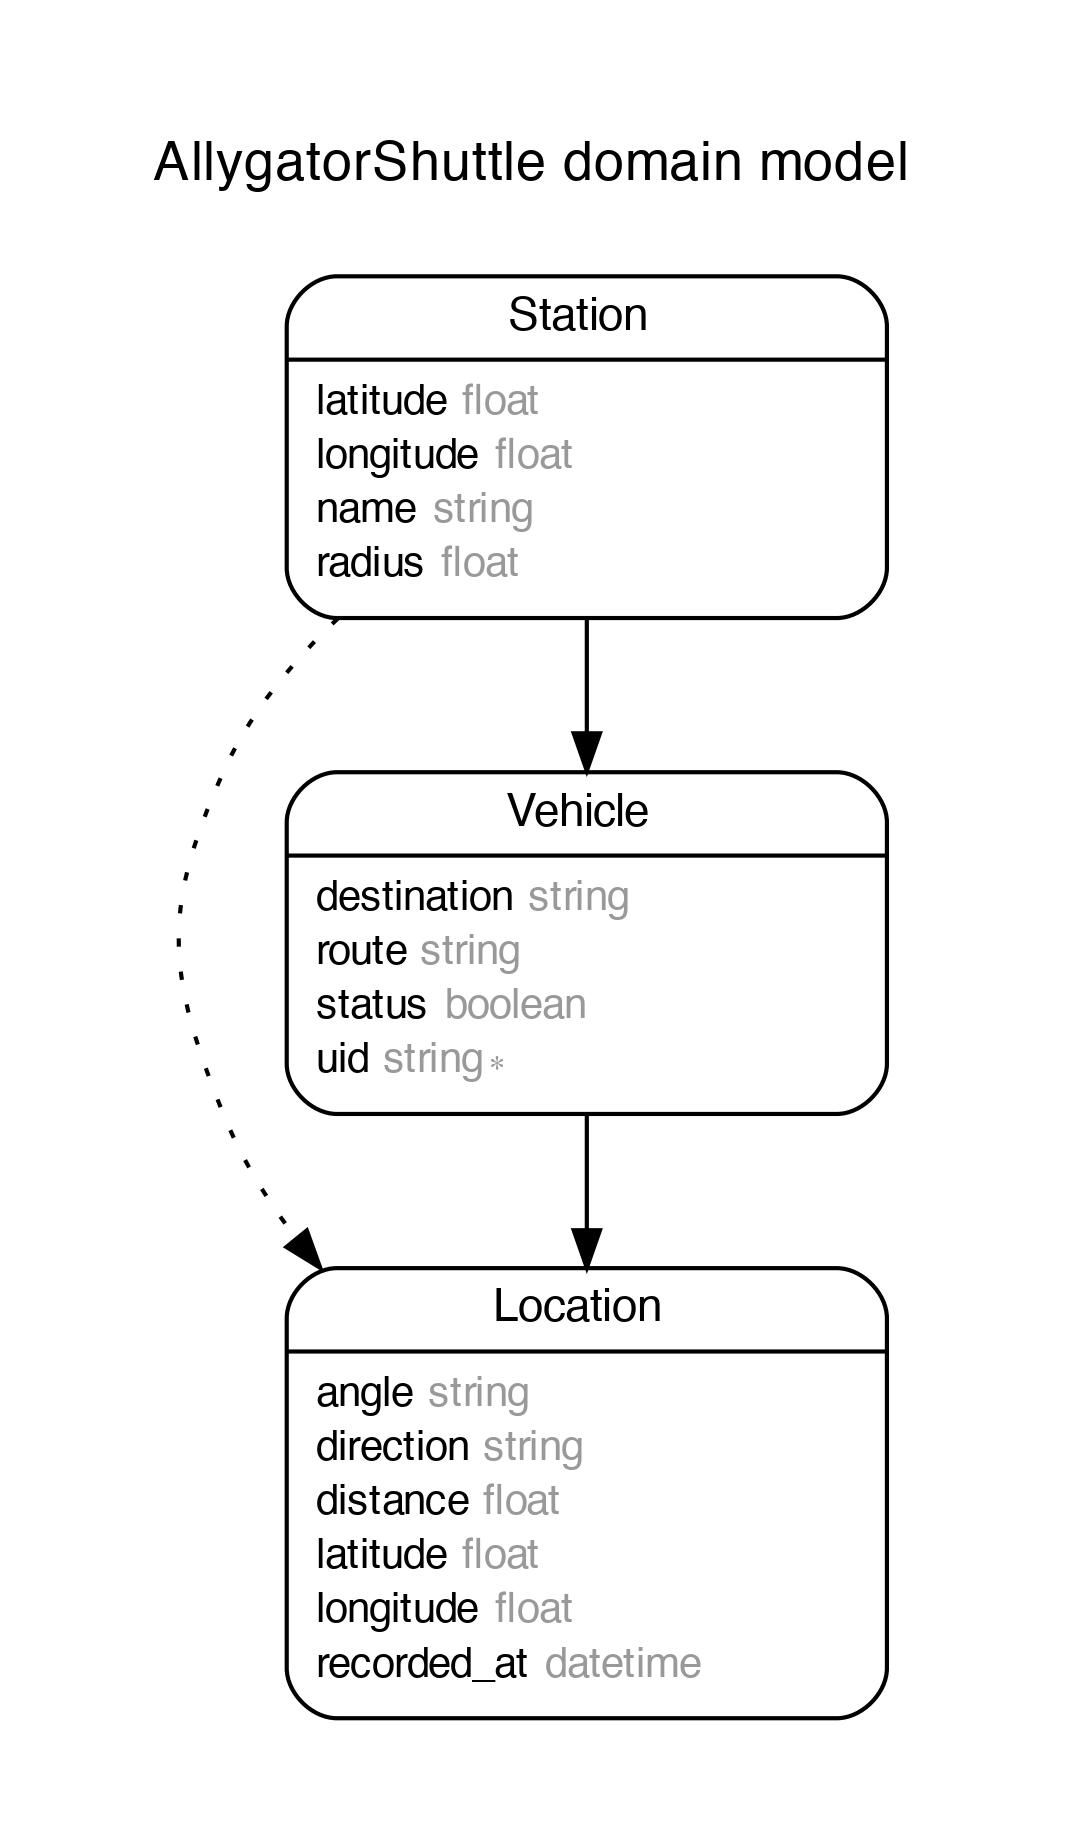 AllygatorShuttle domain model
Station
latitude float
longitude float
name string
radius float
Vehicle
destination string
route string
status boolean
uid string *
Location
angle string
direction string
distance float
latitude float
longitude float
recorded_at datetime